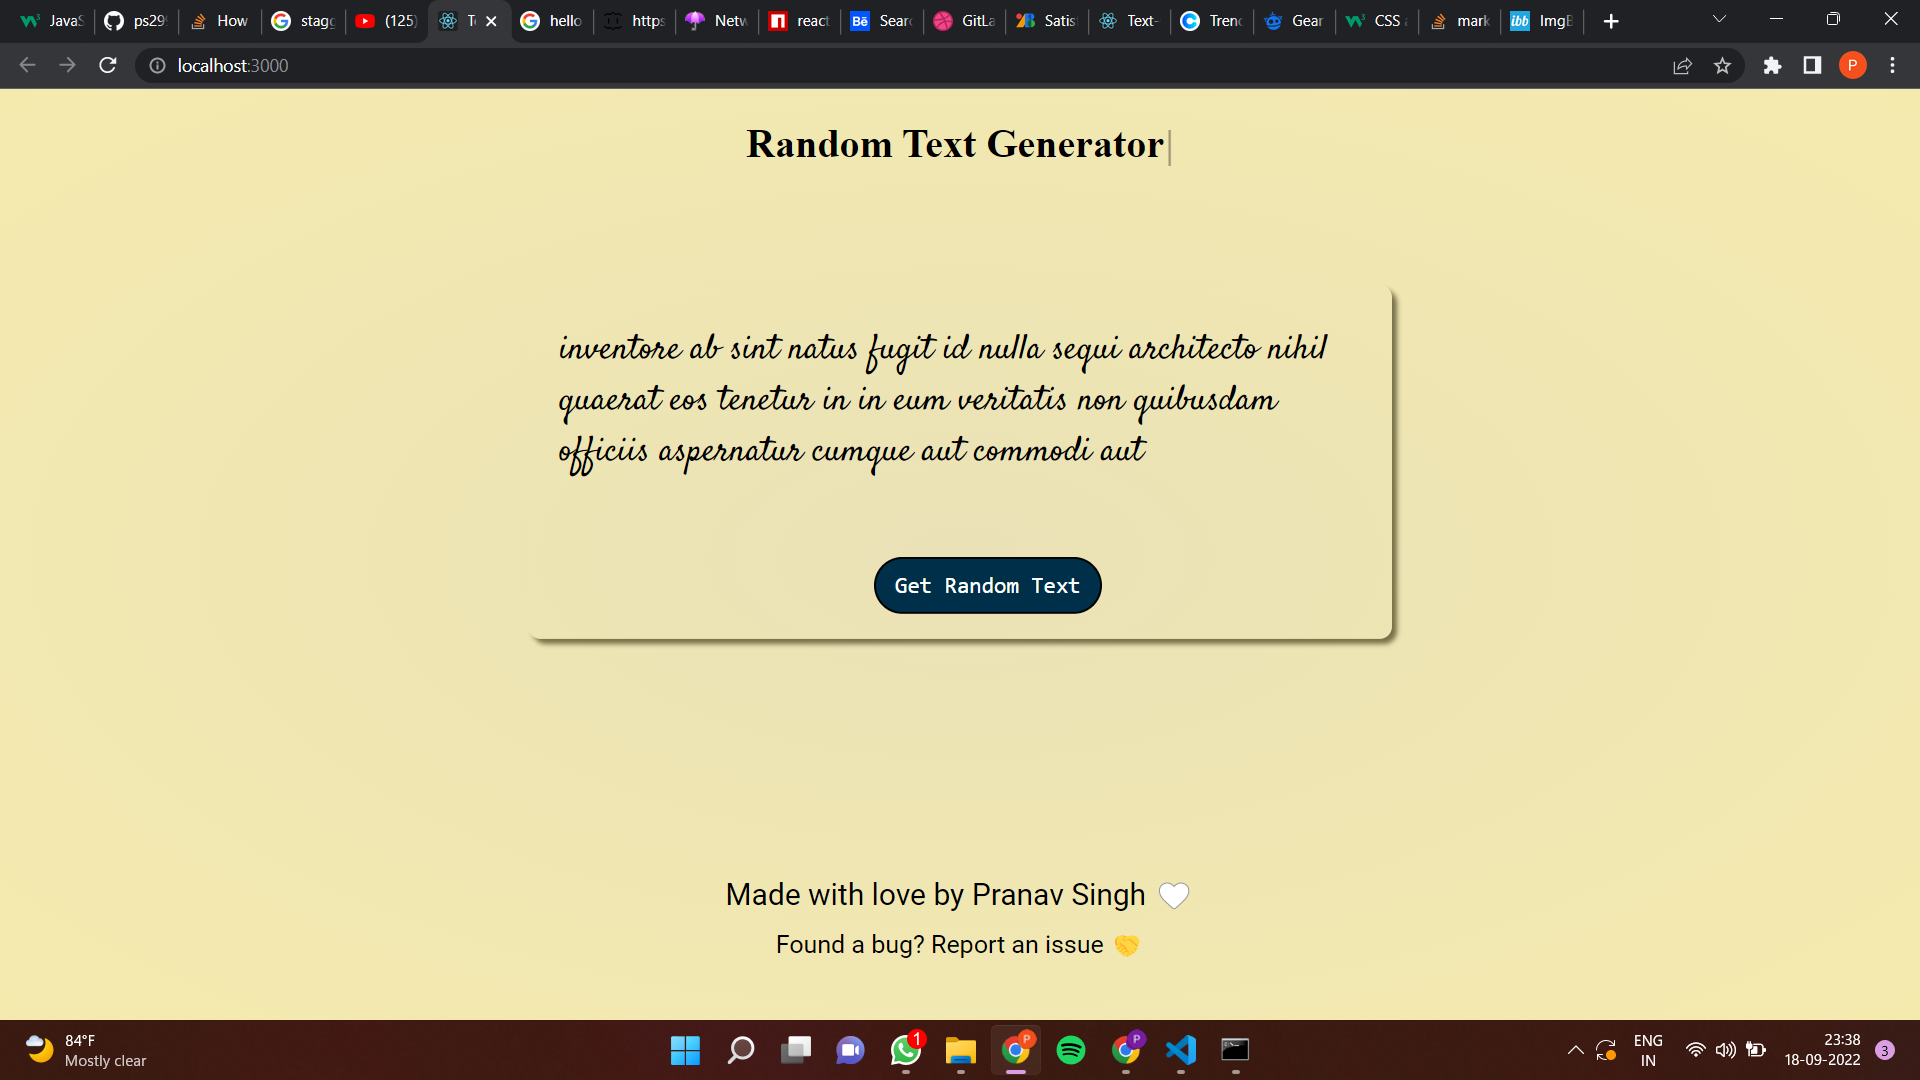 JavaS
ps29
How
stagg
(125)
T
hello
https
Netw
react
Sear
GitLa
Satis
Text-
Trend
Gear
CSS a
mark
ImgB
localhost:3000
P
Random Text Generator
inventore ab sint natus fugit id nulla sequi architecto nihil
quaerat eos tenetur in in eum veritatis non quibusdam
officiis aspernatur cumque aut commodi aut
Get Random Text
Made with love by Pranav Singh
Found a bug? Report an issue
84°F
Mostly clear
1
P
P
ENG
IN
23:38
18-09-2022
3